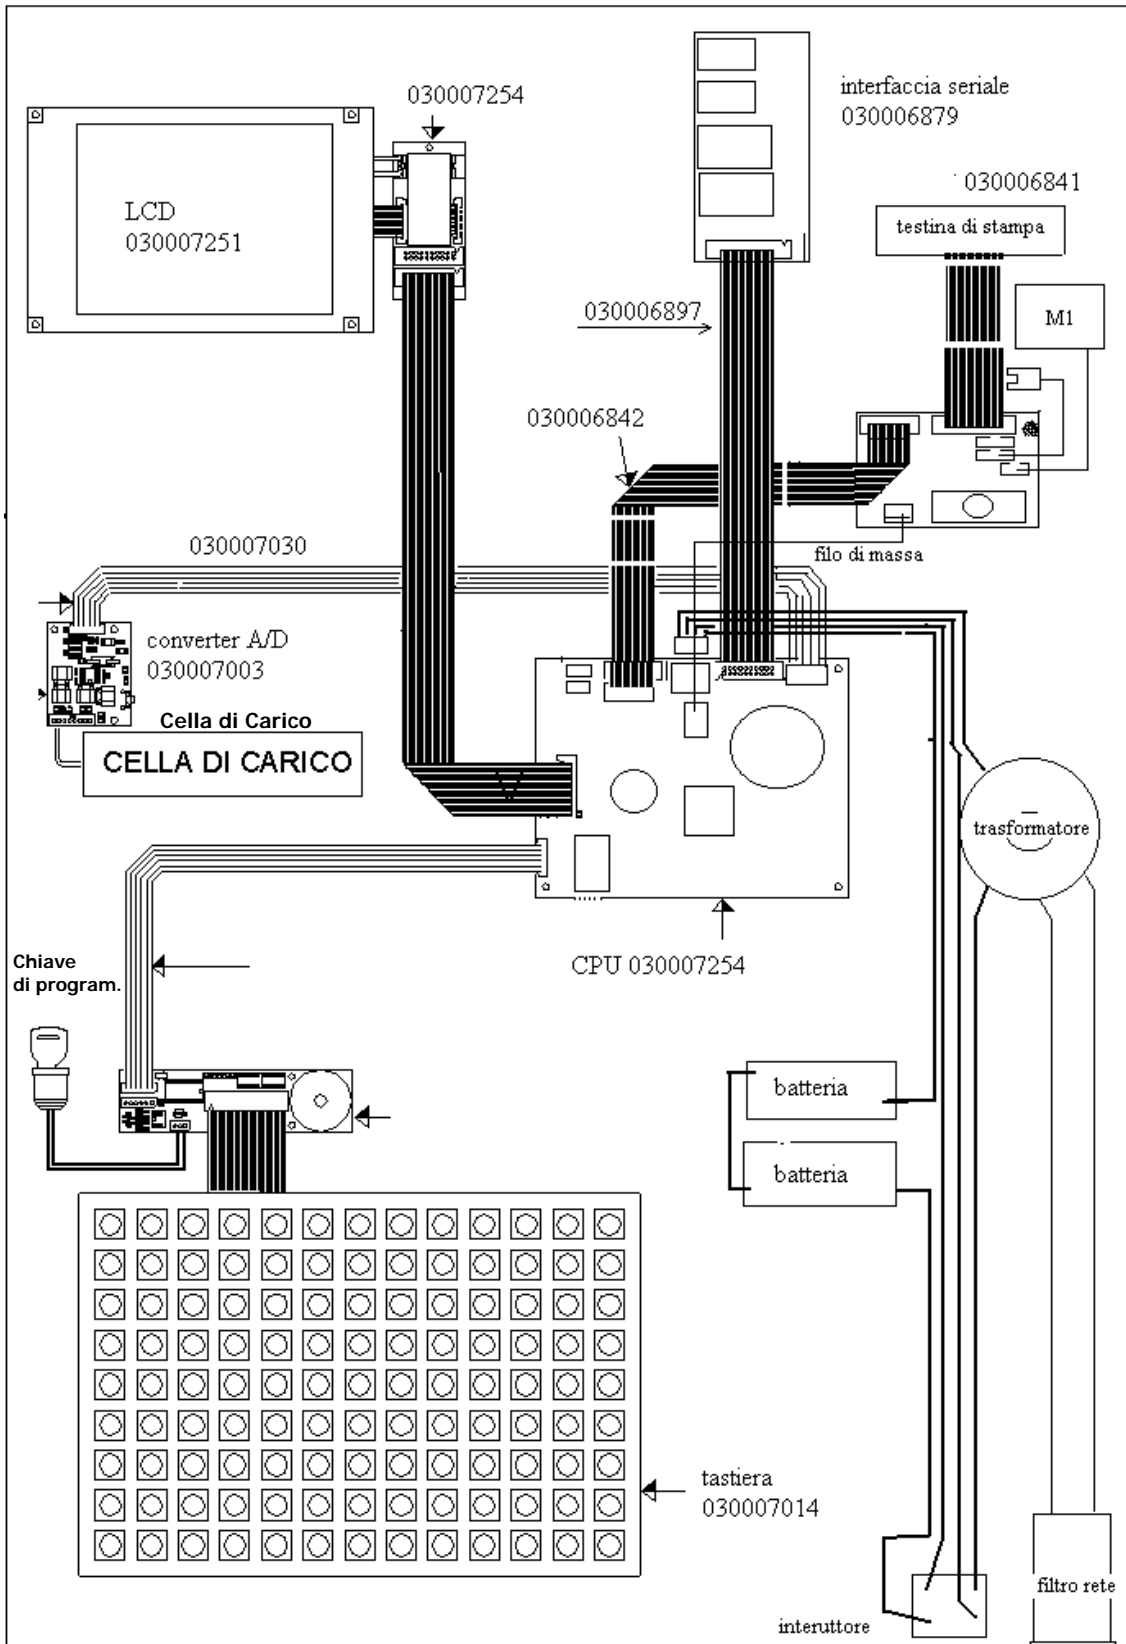 030007254
interfaccia seriale
030006879
LCD
030007251
030006841
testina di stampa
030006897
M1
030006842
030007030
filo di massa
converter A/D
030007003
Cella di Carico
CELLA DI CARICO
trasformatore
Chiave
di program.
CPU 030007254
batteria
batteria
tastiera
030007014
filtro rete
interuttore